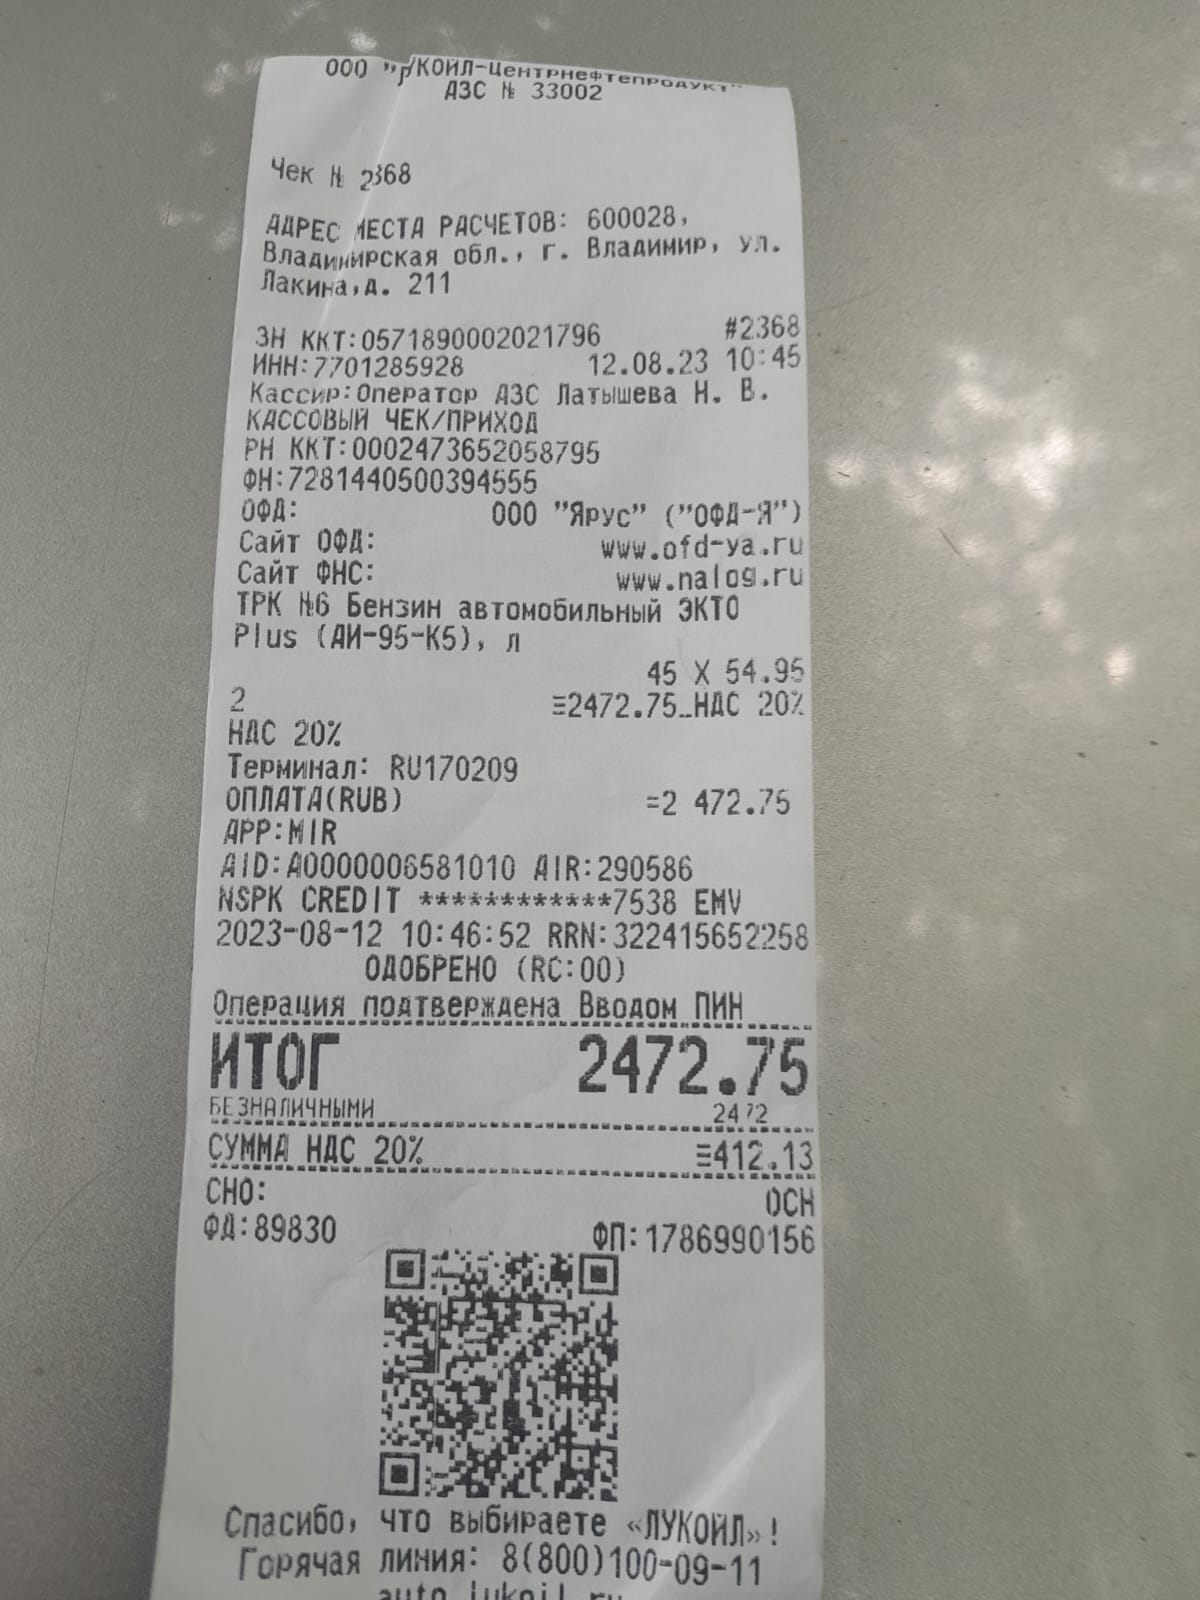 ООО "ЛУКОЙЛ-Центрнефтепродукт"
АЗС № 33002
Чек № 2368
АДРЕС МЕСТА РАСЧЕТОВ: 600028,
Владимирская обл., г. Владимир, ул.
Лакина,д. 211
ЗН ККТ:0571890002021796 #2368
ИНН:7701285928 12.08.23 10:45
Кассир:Оператор АЗС Латышева Н. В.
КАССОВЫЙ ЧЕК/ПРИХОД
РН ККТ:0002473652058795
ФН:7281440500394555
ОФД: ООО "Ярус" ("ОФД-Я")
Сайт ОФД: www.ofd-ya.ru
Сайт ФНС: www.nalog.ru
ТРК №6 Бензин автомобильный ЭКТО
Plus (АИ-95-К5), л
45 X 54.95
2 ≡2472.75_НДС 20%
НДС 20%
Терминал: RU170209
ОПЛАТА(RUB) =2 472.75
APP:MIR
AID:A0000006581010 AIR:290586
NSPK CREDIT ************7538 EMV
2023-08-12 10:46:52 RRN:322415652258
ОДОБРЕНО (RC:00)
Операция подтверждена Вводом ПИН
ИТОГ 2472.75
БЕЗНАЛИЧНЫМИ 2472
СУММА НДС 20% ≡412.13
СНО: ОСН
ФД:89830 ФП:1786990156
Спасибо, что выбираете «ЛУКОЙЛ»!
Горячая линия: 8(800)100-09-11
auto.lukoil.ru